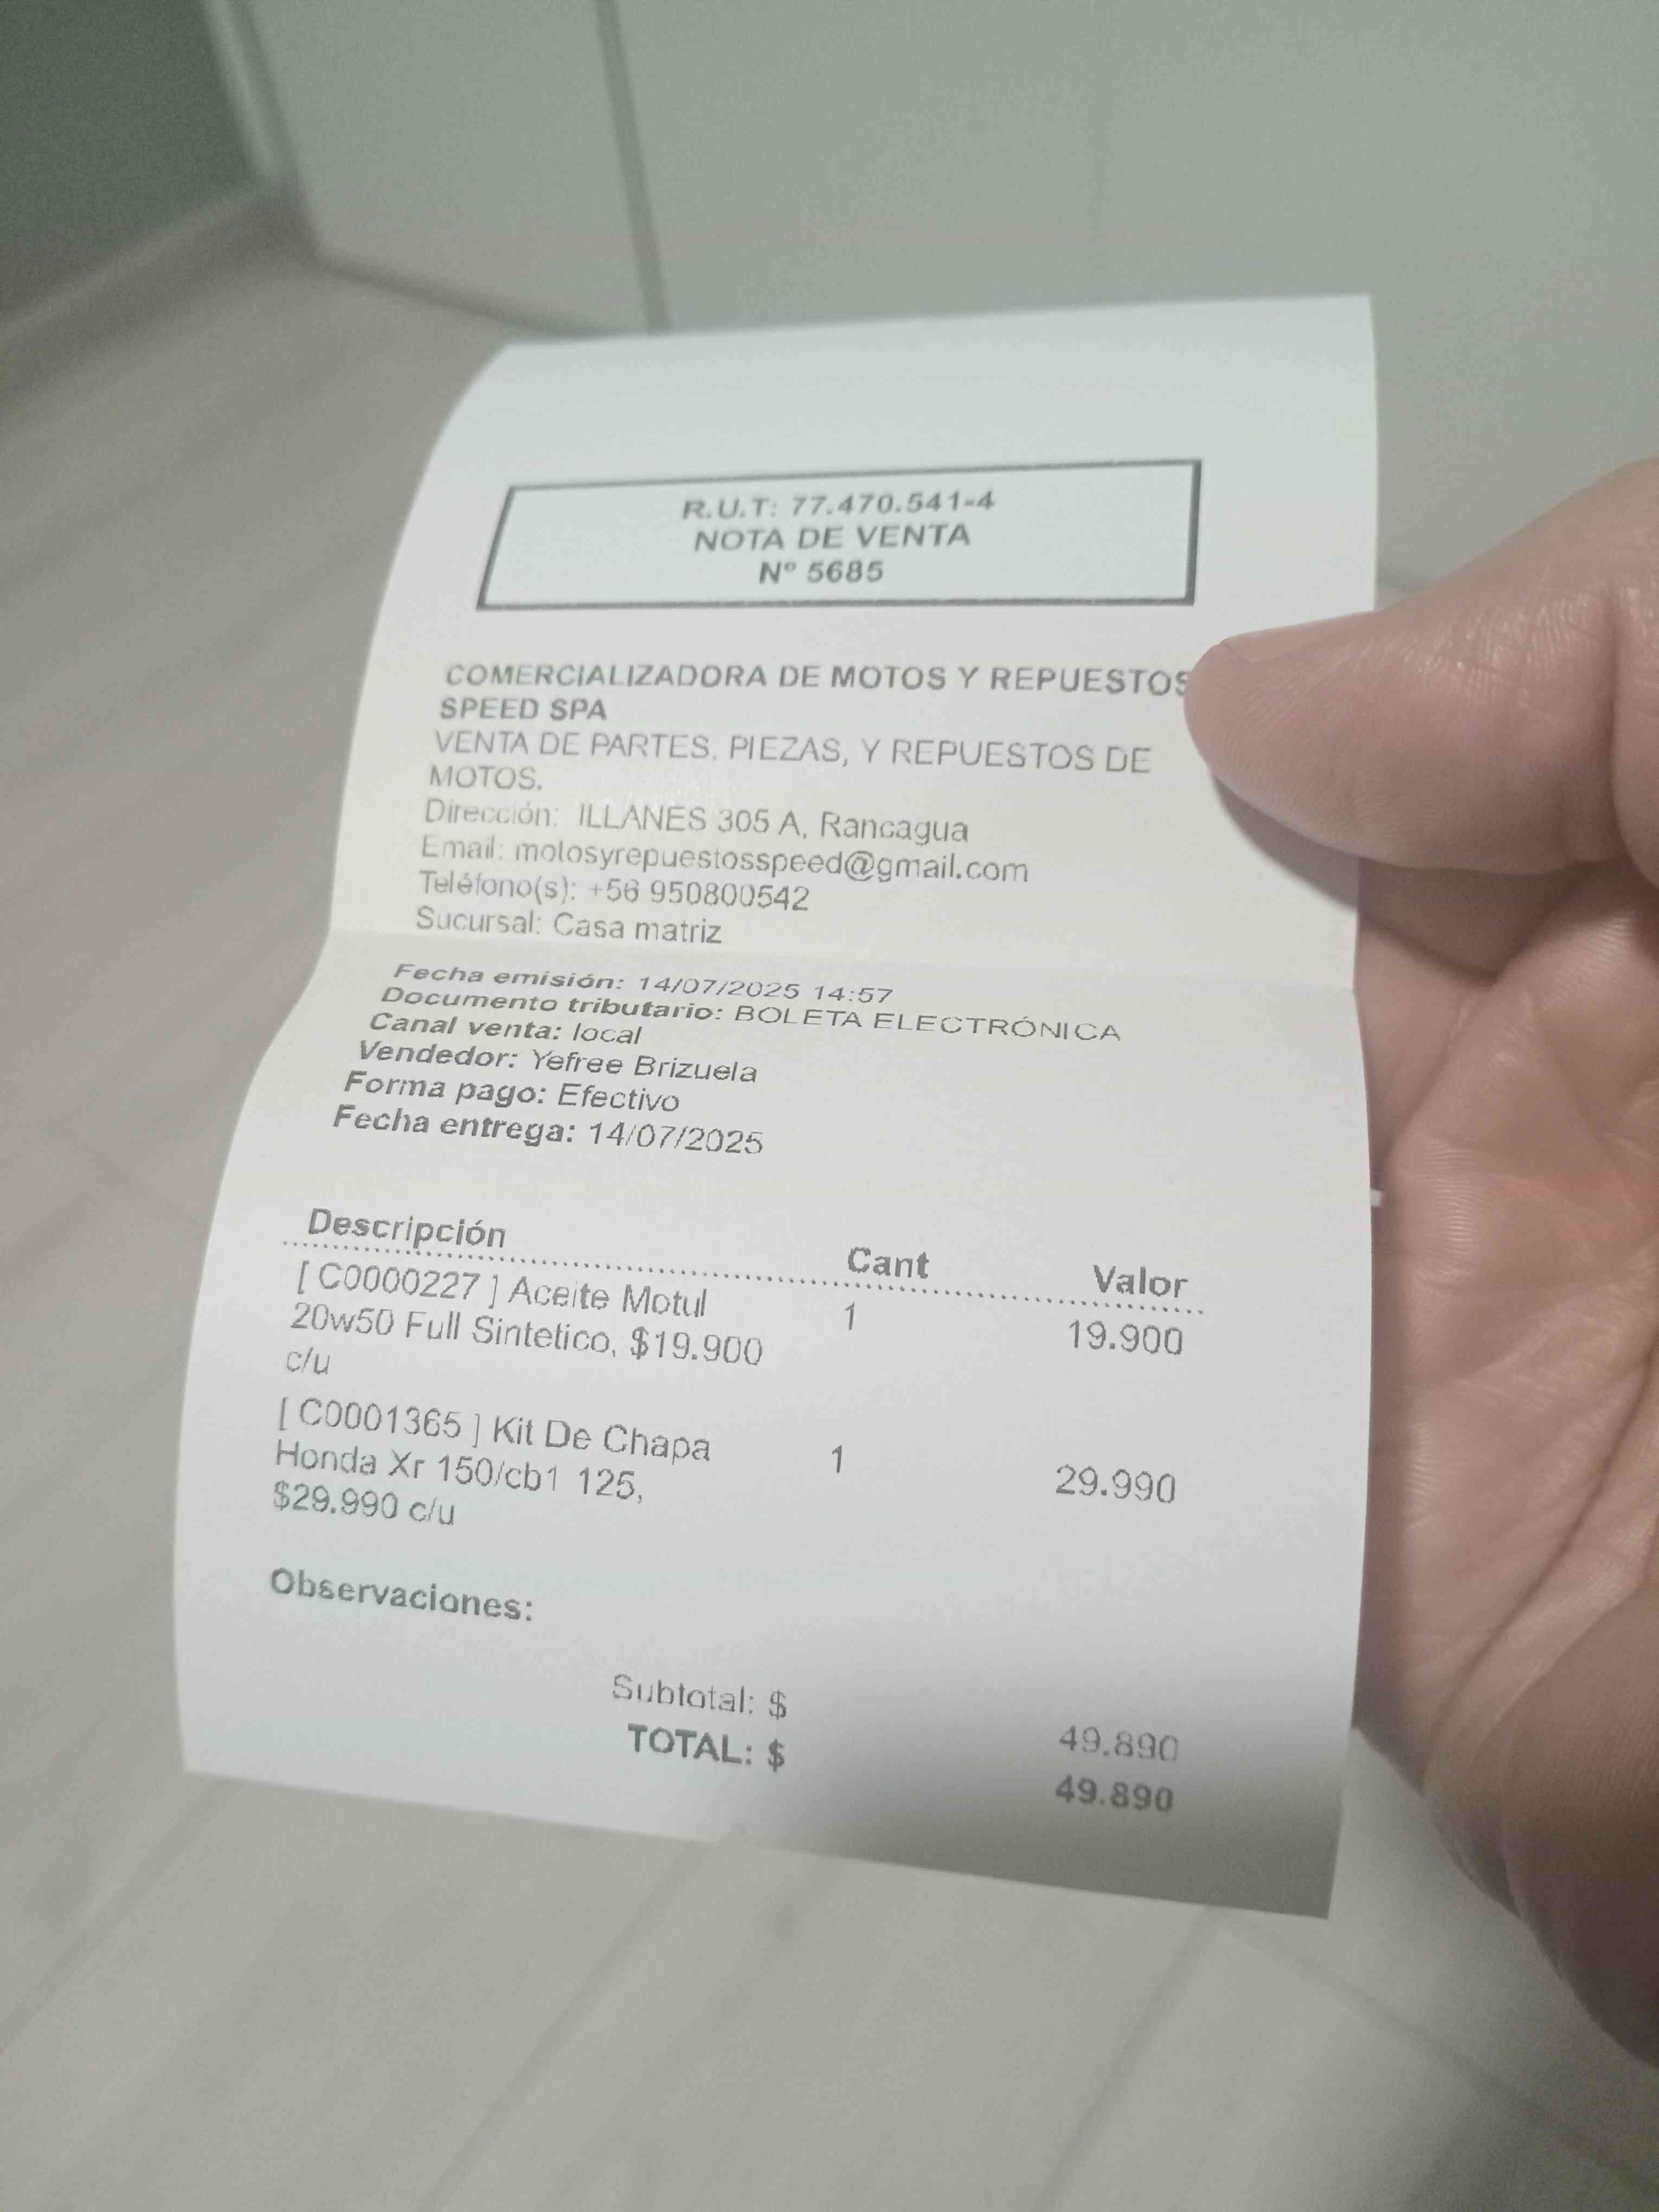 R.U.T: 77.470.541-4
NOTA DE VENTA
Nº 5685
COMERCIALIZADORA DE MOTOS Y REPUESTOS
SPEED SPA
VENTA DE PARTES, PIEZAS, Y REPUESTOS DE
MOTOS.
Dirección: ILLANES 305 A, Rancagua
Email: motosyrepuestosspeed@gmail.com
Teléfono(s): +56 950800542
Sucursal: Casa matriz
Fecha emisión: 14/07/2025 14:57
Documento tributario: BOLETA ELECTRÓNICA
Canal venta: local
Vendedor: Yefree Brizuela
Forma pago: Efectivo
Fecha entrega: 14/07/2025
Descripción Cant Valor
[ C0000227 ] Aceite Motul 1 19.900
20w50 Full Sintetico, $19.900
c/u
[ C0001365 ] Kit De Chapa 1 29.990
Honda Xr 150/cb1 125,
$29.990 c/u
Observaciones:
Subtotal: $ 49.890
TOTAL: $ 49.890